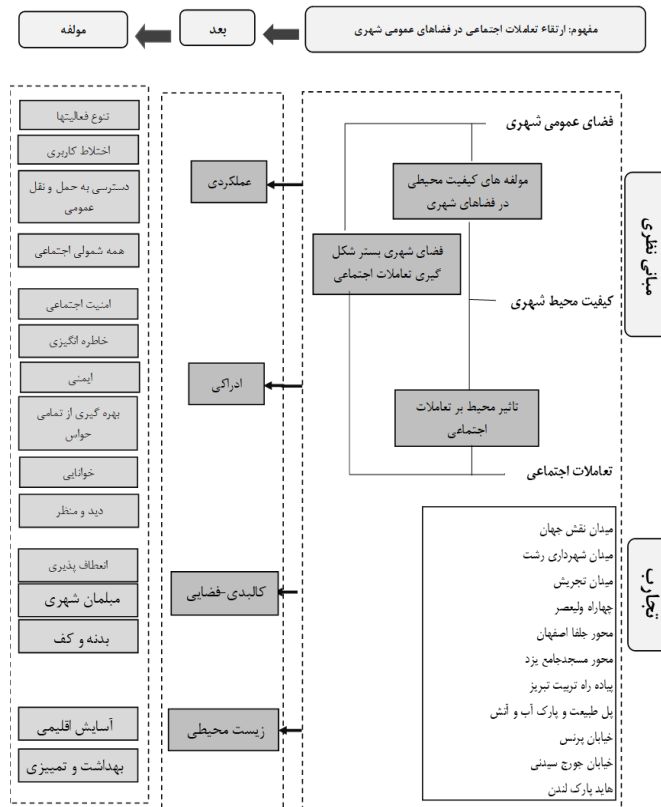 مفهوم: ارتقاء تعاملات اجتماعی در فضاهای عمومی شهری
بعد
مولفه
مبانی نظری
فضای عمومی شهری
مولفه های کیفیت محیطی
در فضاهای شهری
فضای شهری بستر شکل
گیری تعاملات اجتماعی
کیفیت محیط شهری
تاثیر محیط بر تعاملات
اجتماعی
تعاملات اجتماعی
تجارب
میدان نقش جهان
میدان شهرداری رشت
میدان تجریش
چهاراه ولیعصر
محور جلفا اصفهان
محور مسجدجامع یزد
پیاده راه تربیت تبریز
پل طبیعت و پارک آب و آتش
خیابان پرنس
خیابان جورج سیدنی
هاید پارک لندن
عملکردی
ادراکی
کالبدی-فضایی
زیست محیطی
تنوع فعالیتها
اختلاط کاربری
دسترسی به حمل و نقل
عمومی
همه شمولی اجتماعی
امنیت اجتماعی
خاطره انگیزی
ایمنی
بهره گیری از تمامی
حواس
خوانایی
دید و منظر
انعطاف پذیری
مبلمان شهری
بدنه و کف
آسایش اقلیمی
بهداشت و تمییزی